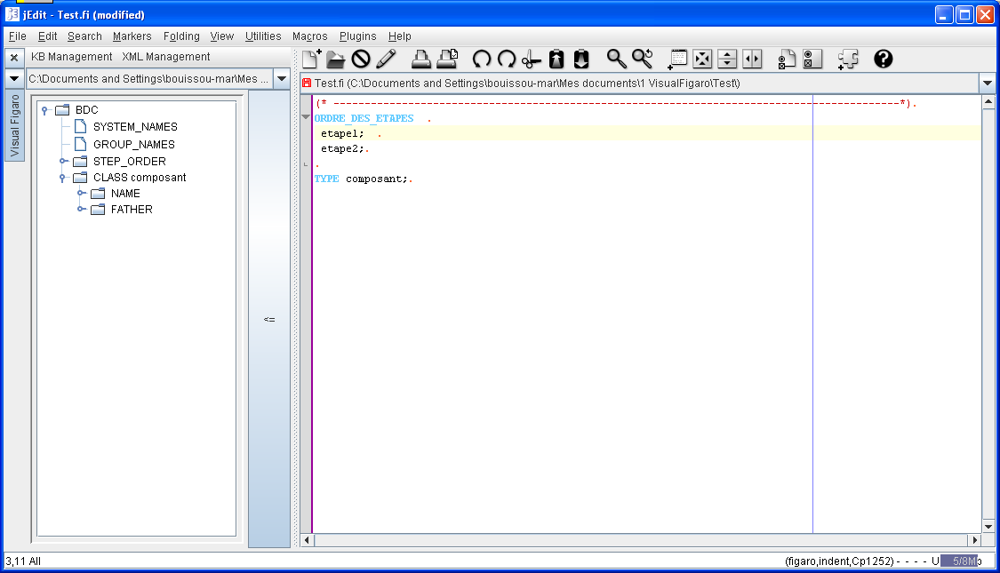 jEdit - Test.fi (modified)
File Edit Search Markers Folding View Utilities Macros Plugins Help
KB Management XML Management
C:\Documents and Settings\bouissou-mar\Mes ...
Test.fi (C:\Documents and Settings\bouissou-mar\Mes documents\1 VisualFigaro\Test\)
Visual Figaro
BDC
SYSTEM_NAMES
GROUP_NAMES
STEP_ORDER
CLASS composant
NAME
FATHER
<=
(* -----------------------------------------------------------------------------------------*).
ORDRE_DES_ETAPES .
etape1; .
etape2;.
.
TYPE composant;.
3,11 All
(figaro,indent,Cp1252) - - - - U 5/8Mb